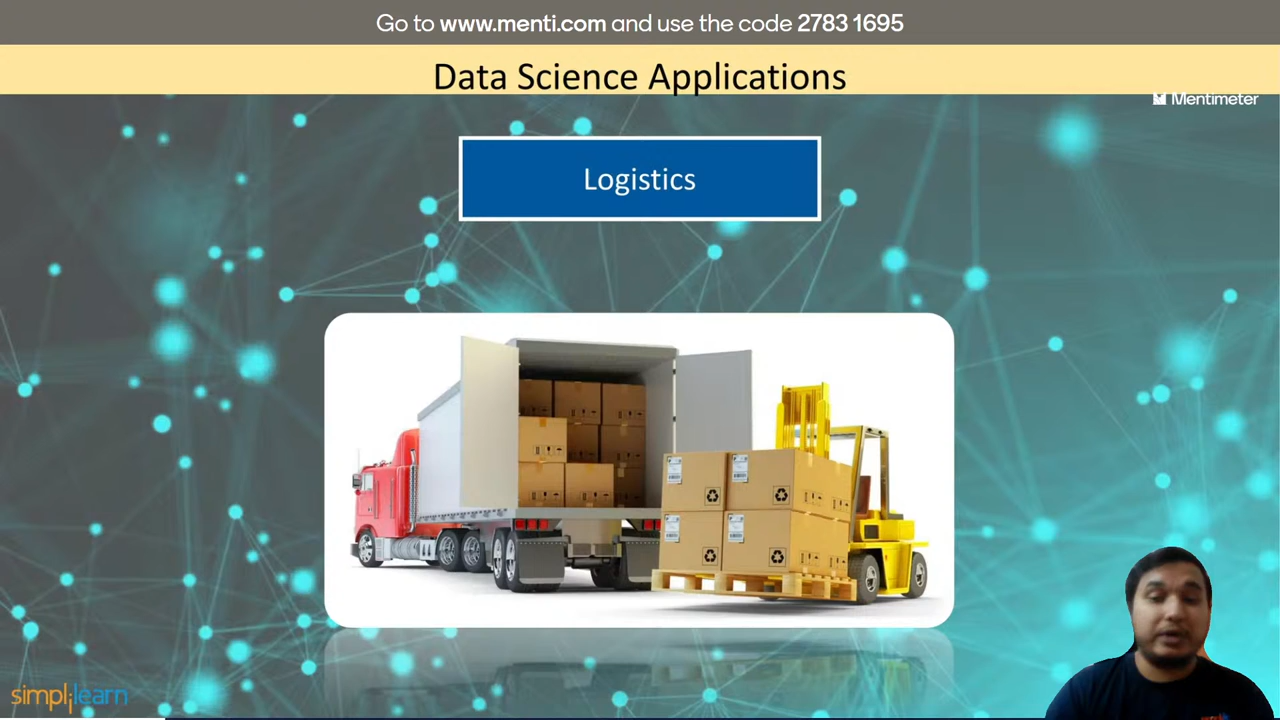 Go to www.menti.com and use the code 2783 1695
Data Science Applications
Mentimeter
Logistics
simplilearn